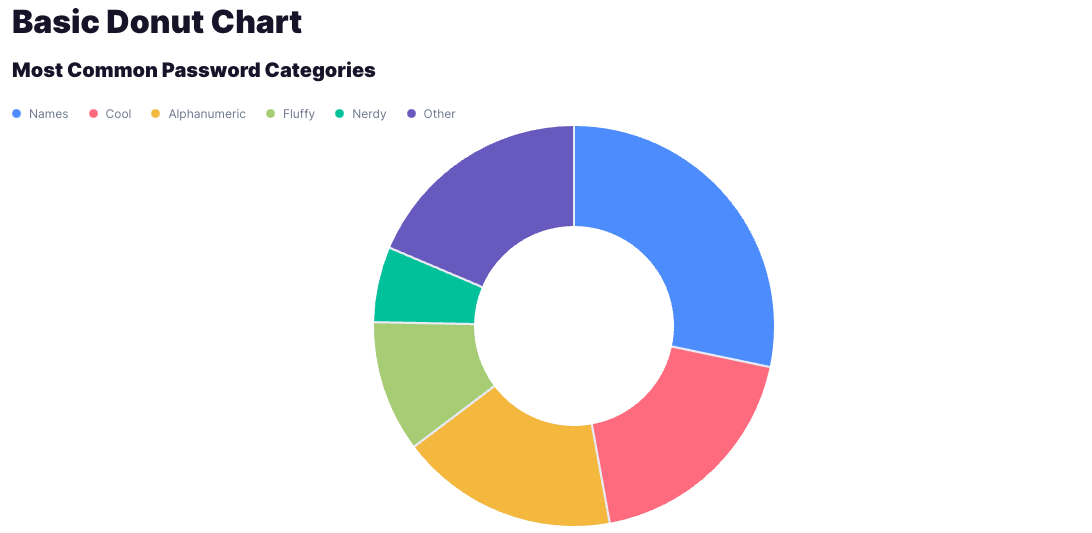 Basic Donut Chart
Most Common Password Categories
Names Cool Alphanumeric Fluffy Nerdy Other